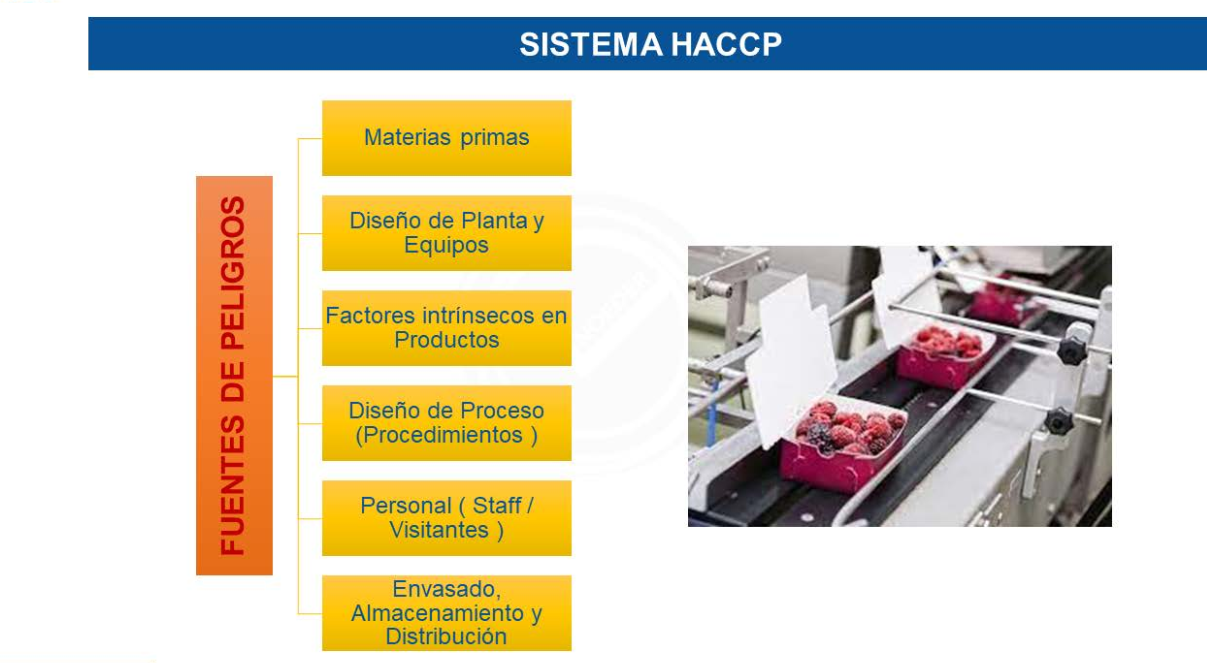 SISTEMA HACCP
FUENTES DE PELIGROS
Materias primas
Diseño de Planta y
Equipos
Factores intrínsecos en
Productos
Diseño de Proceso
(Procedimientos )
Personal ( Staff /
Visitantes )
Envasado,
Almacenamiento y
Distribución